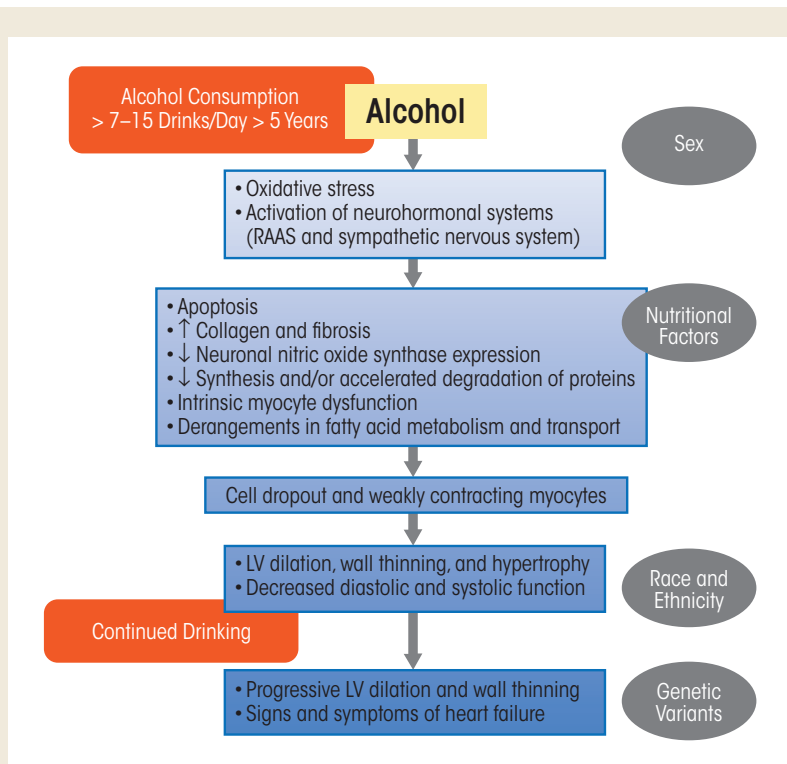 Alcohol Consumption
> 7–15 Drinks/Day > 5 Years
Alcohol
Sex
• Oxidative stress
• Activation of neurohormonal systems
(RAAS and sympathetic nervous system)
• Apoptosis
• ↑ Collagen and fibrosis
• ↓ Neuronal nitric oxide synthase expression
• ↓ Synthesis and/or accelerated degradation of proteins
• Intrinsic myocyte dysfunction
• Derangements in fatty acid metabolism and transport
Nutritional
Factors
Cell dropout and weakly contracting myocytes
• LV dilation, wall thinning, and hypertrophy
• Decreased diastolic and systolic function
Race and
Ethnicity
Continued Drinking
• Progressive LV dilation and wall thinning
• Signs and symptoms of heart failure
Genetic
Variants